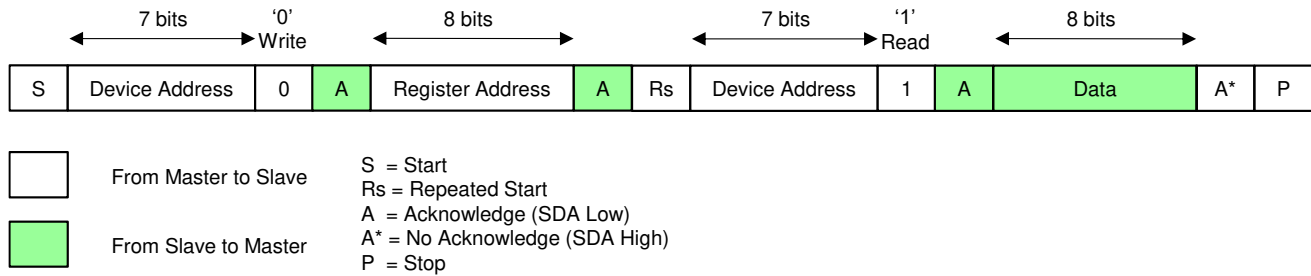 7 bits ‘0’ Write 8 bits 7 bits ‘1’ Read 8 bits
S Device Address 0 A Register Address A Rs Device Address 1 A Data A* P
From Master to Slave
From Slave to Master
S = Start
Rs = Repeated Start
A = Acknowledge (SDA Low)
A* = No Acknowledge (SDA High)
P = Stop